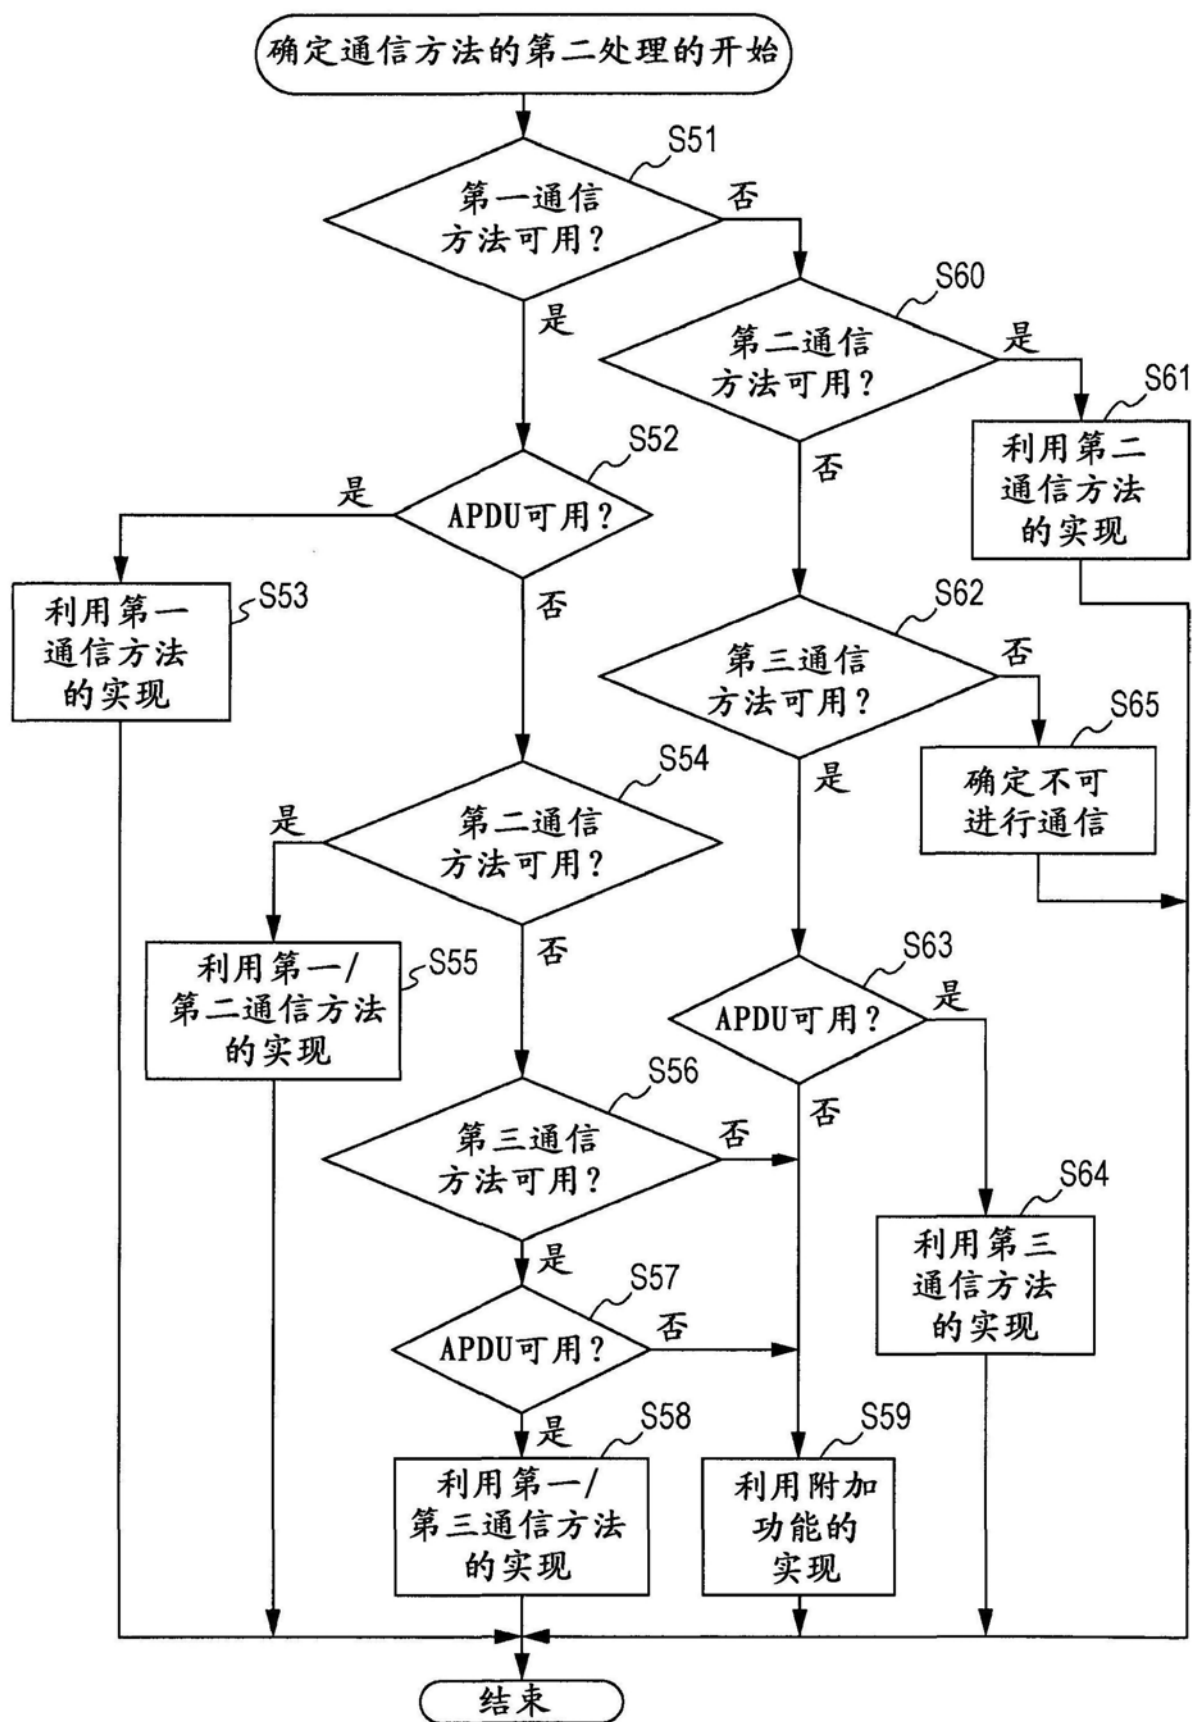 确定通信方法的第二处理的开始
S51
第一通信
方法可用？
否
是
S60
第二通信
方法可用？
是
否
S61
利用第二
通信方法
的实现
S52
APDU可用？
是
否
S53
利用第一
通信方法
的实现
S62
第三通信
方法可用？
否
是
S65
确定不可
进行通信
S54
第二通信
方法可用？
是
否
S55
利用第一/
第二通信方法
的实现
S63
APDU可用？
是
否
S56
第三通信
方法可用？
否
是
S64
利用第三
通信方法
的实现
S57
APDU可用？
否
是
S58
利用第一/
第三通信方法
的实现
S59
利用附加
功能的
实现
结束